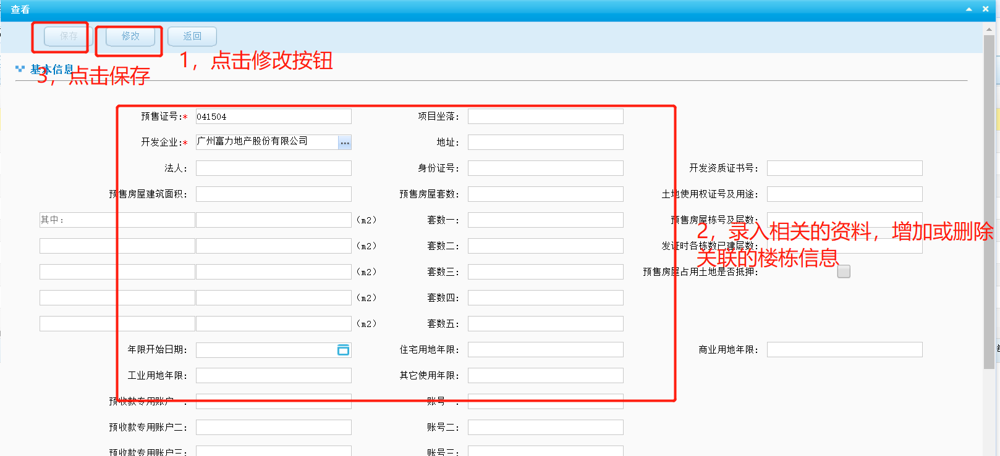 查看
保存 修改 返回
1，点击修改按钮
基本信息
3，点击保存
预售证号:* 041504 项目坐落:
开发企业:* 广州富力地产股份有限公司 ... 地址:
法人: 身份证号: 开发资质证书号:
预售房屋建筑面积: 预售房屋套数: 土地使用权证号及用途:
其中: (m2) 套数一: 预售房屋栋号及层数:
2，录入相关的资料，增加或删除
(m2) 套数二: 发证时各栋数已建层数:
关联的楼栋信息
(m2) 套数三: 预售房屋占用土地是否抵押:
(m2) 套数四:
(m2) 套数五:
年限开始日期: 住宅用地年限: 商业用地年限:
工业用地年限: 其它使用年限:
预收款专用账户一: 账号一:
预收款专用账户二: 账号二:
预收款专用账户三: 账号三: